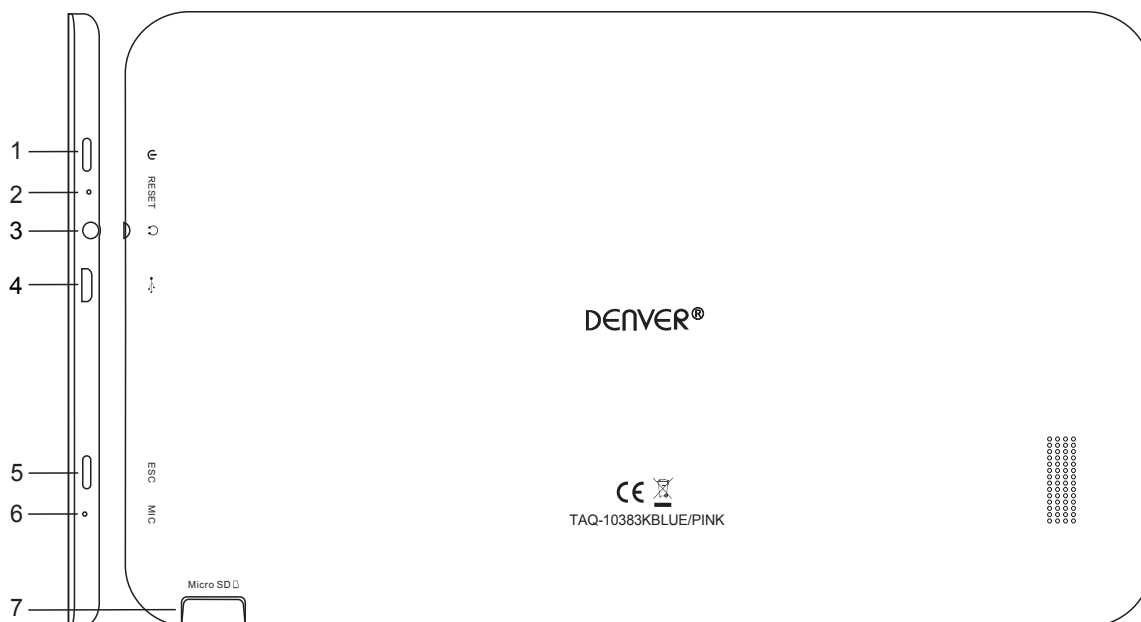 1
2
3
4
5
6
7
RESET
ESC
MIC
Micro SD
DENVER®
CE
TAQ-10383KBLUE/PINK